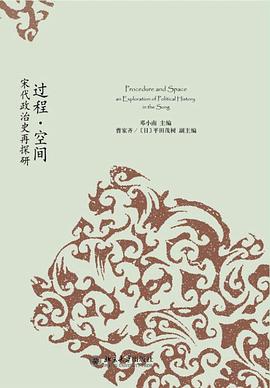 过程·空间
宋代政治史再探研
Procedure and Space
an Exploration of Political History
in the Song
邓小南 主编
曹家齐／〔日〕平田茂树 副主编
北京大学出版社